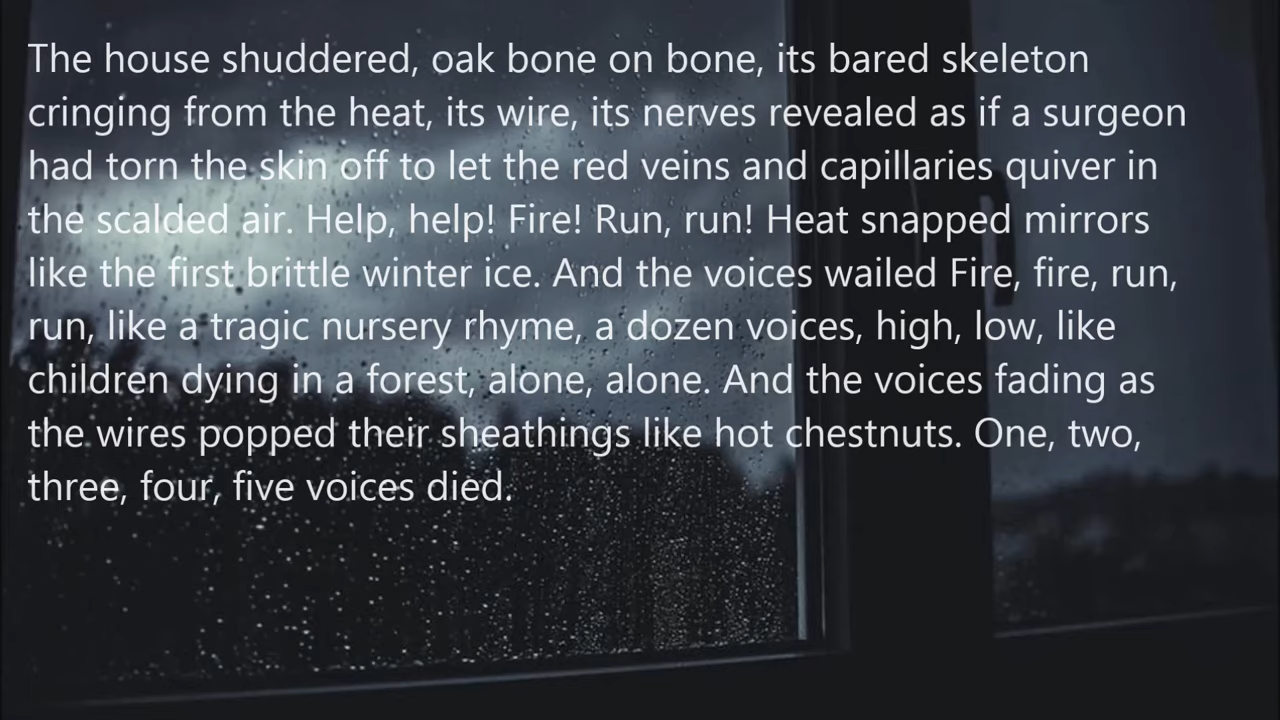 The house shuddered, oak bone on bone, its bared skeleton
cringing from the heat, its wire, its nerves revealed as if a surgeon
had torn the skin off to let the red veins and capillaries quiver in
the scalded air. Help, help! Fire! Run, run! Heat snapped mirrors
like the first brittle winter ice. And the voices wailed Fire, fire, run,
run, like a tragic nursery rhyme, a dozen voices, high, low, like
children dying in a forest, alone, alone. And the voices fading as
the wires popped their sheathings like hot chestnuts. One, two,
three, four, five voices died.